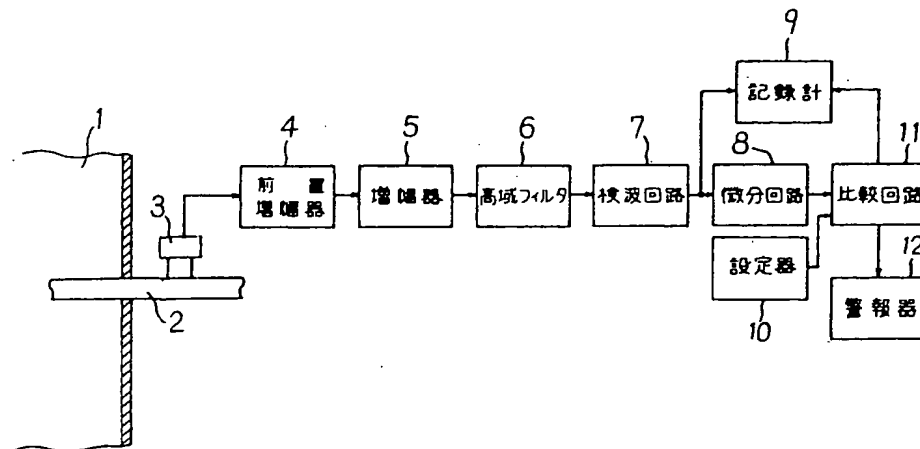 1
2
3
4
前置
増幅器
5
増幅器
6
高域フィルタ
7
検波回路
8
微分回路
9
記録計
10
設定器
11
比較回路
12
警報器